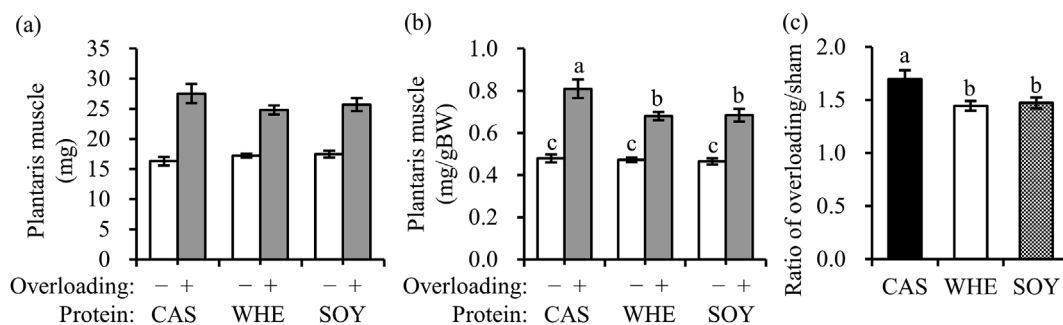 (a)
Plantaris muscle
(mg)
35
30
25
20
15
10
5
0
Overloading: − + − + − +
Protein: CAS WHE SOY
(b)
Plantaris muscle
(mg/gBW)
1.0
0.8
0.6
0.4
0.2
0.0
c a c b c b
− + − + − +
CAS WHE SOY
(c)
Ratio of overloading/sham
2.0
1.5
1.0
0.5
0.0
a b b
CAS WHE SOY